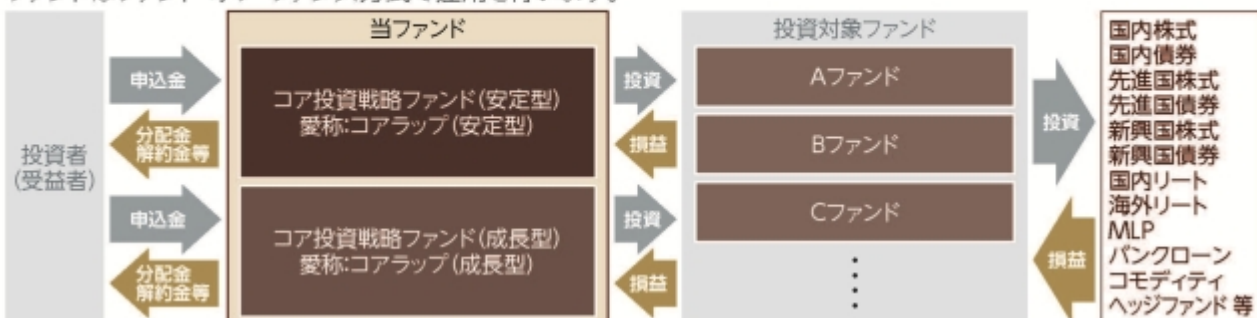 投資者
(受益者)
申込金
分配金
解約金等
申込金
分配金
解約金等
当ファンド
コア投資戦略ファンド(安定型)
愛称:コアラップ(安定型)
コア投資戦略ファンド(成長型)
愛称:コアラップ(成長型)
投資
損益
投資
損益
投資対象ファンド
Aファンド
Bファンド
Cファンド
投資
損益
国内株式
国内債券
先進国株式
先進国債券
新興国株式
新興国債券
国内リート
海外リート
MLP
バンクローン
コモディティ
ヘッジファンド 等